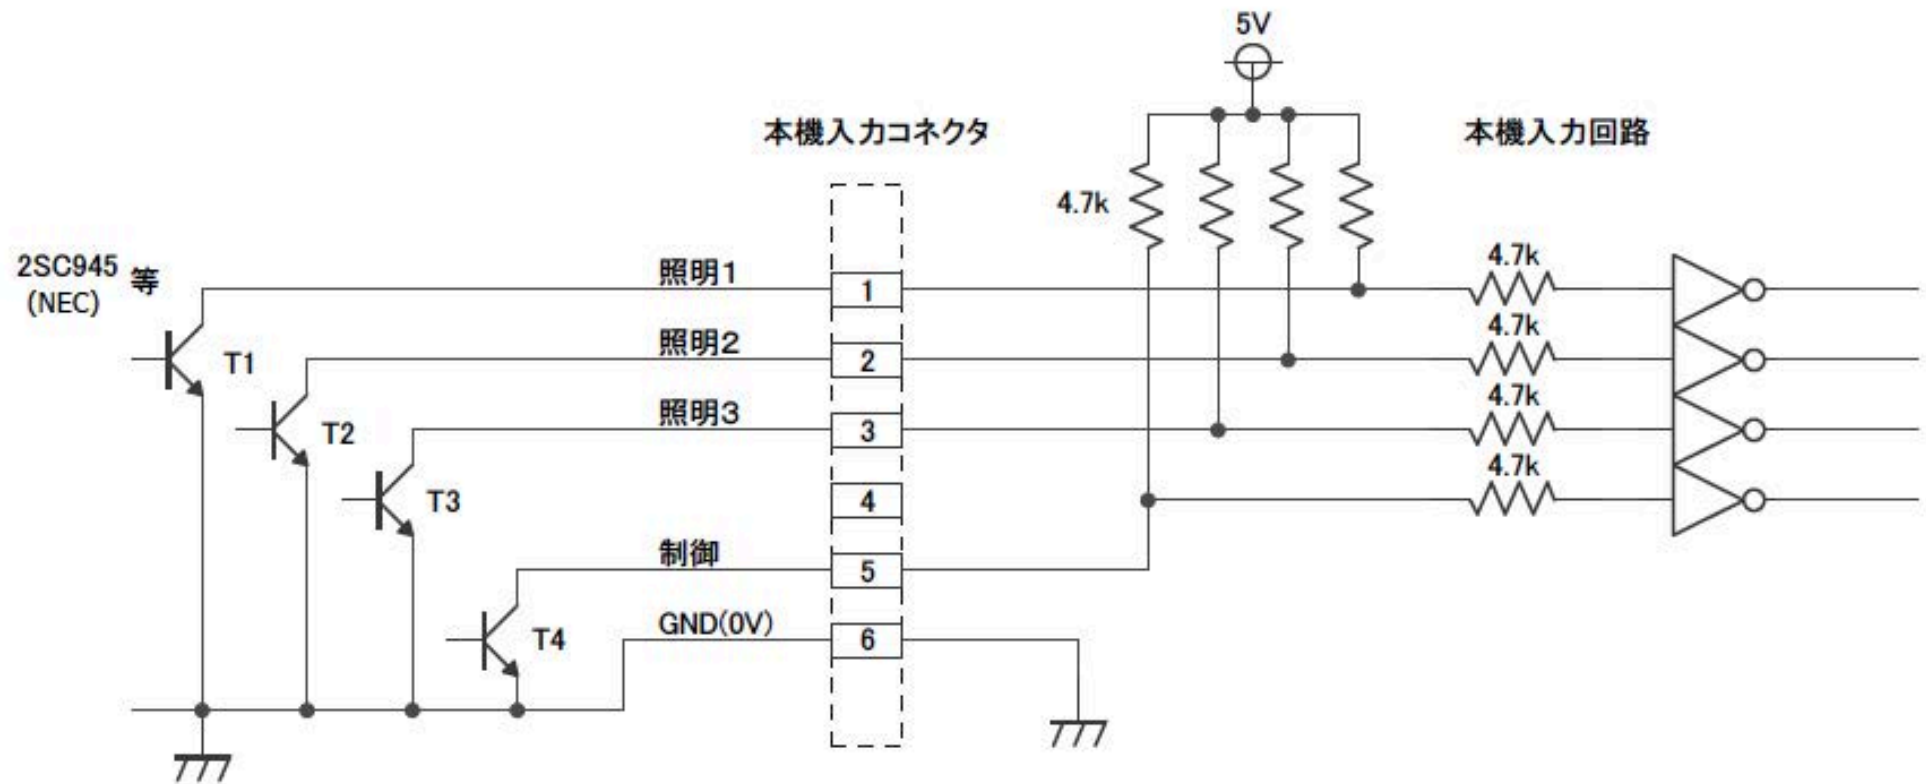 5V
本機入力コネクタ
本機入力回路
4.7k
2SC945 等
(NEC)
照明1
1
4.7k
T1
照明2
2
4.7k
T2
照明3
3
4.7k
T3
4
4.7k
制御
5
T4
GND(0V)
6